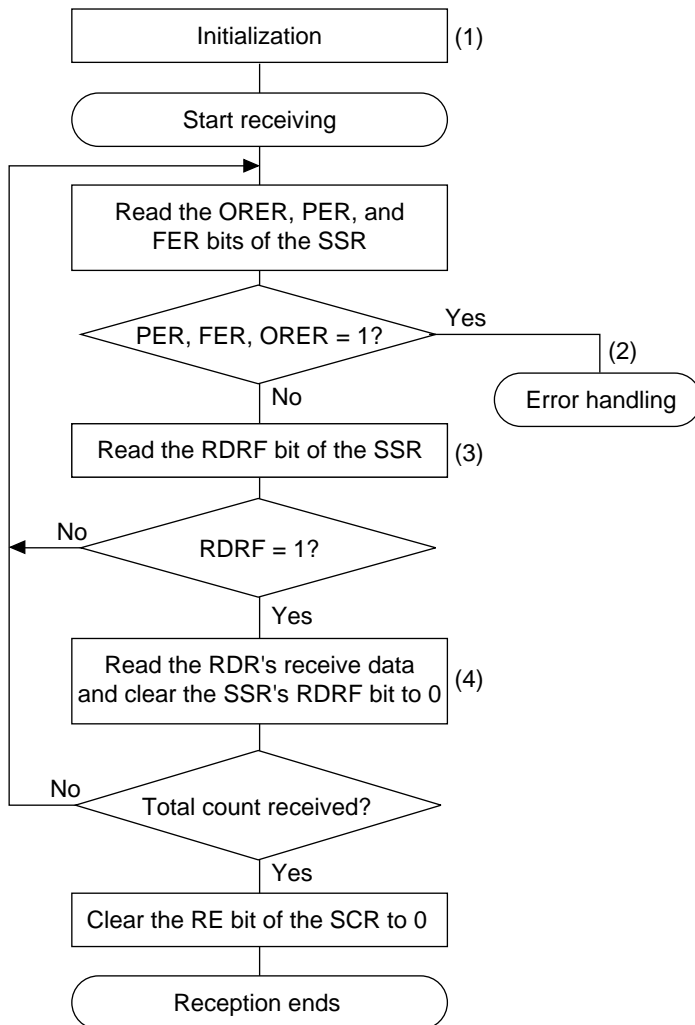 Initialization
(1)
Start receiving
Read the ORER, PER, and
FER bits of the SSR
PER, FER, ORER = 1?
Yes
(2)
Error handling
No
Read the RDRF bit of the SSR
(3)
No
RDRF = 1?
Yes
Read the RDR's receive data
and clear the SSR's RDRF bit to 0
(4)
No
Total count received?
Yes
Clear the RE bit of the SCR to 0
Reception ends